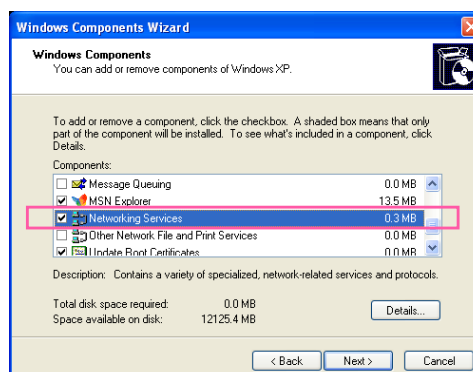 Windows Components Wizard
Windows Components
You can add or remove components of Windows XP.
To add or remove a component, click the checkbox. A shaded box means that only
part of the component will be installed. To see what's included in a component, click
Details.
Components:
Message Queuing 0.0 MB
MSN Explorer 13.5 MB
Networking Services 0.3 MB
Other Network File and Print Services 0.0 MB
Update Root Certificates 0.0 MB
Description: Contains a variety of specialized, network-related services and protocols.
Total disk space required: 0.0 MB
Details...
Space available on disk: 12125.4 MB
< Back Next > Cancel